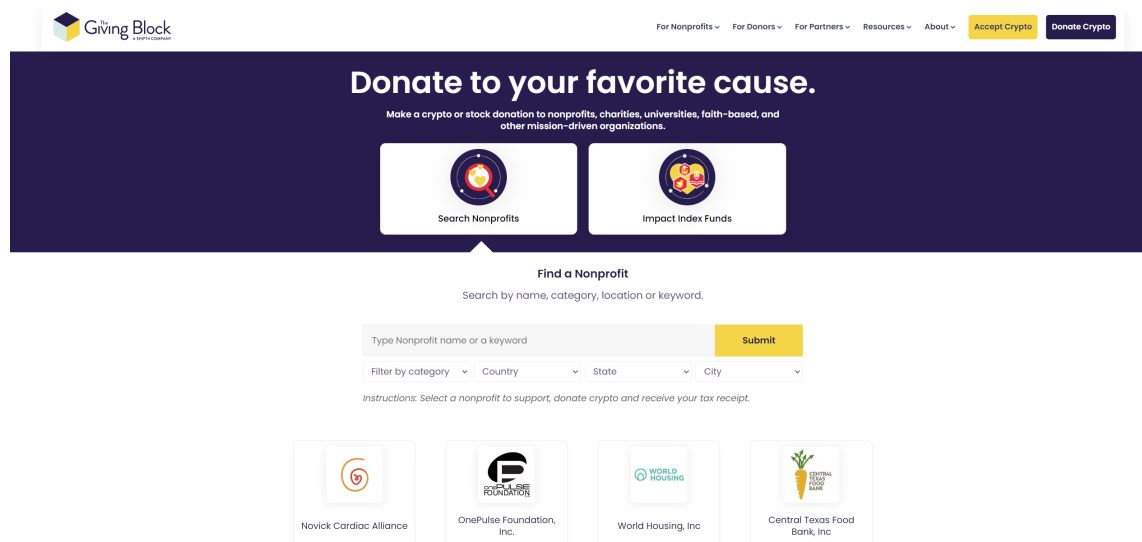 The
Giving Block
A SHIFT4 COMPANY
For Nonprofits
For Donors
For Partners
Resources
About
Accept Crypto
Donate Crypto
Donate to your favorite cause.
Make a crypto or stock donation to nonprofits, charities, universities, faith-based, and
other mission-driven organizations.
Search Nonprofits
Impact Index Funds
Find a Nonprofit
Search by name, category, location or keyword.
Type Nonprofit name or a keyword
Submit
Filter by category
Country
State
City
Instructions: Select a nonprofit to support, donate crypto and receive your tax receipt.
onePULSE
FOUNDATION
WORLD
HOUSING
CENTRAL
TEXAS
FOOD
BANK
Novick Cardiac Alliance
OnePulse Foundation,
Inc.
World Housing, Inc
Central Texas Food
Bank, Inc